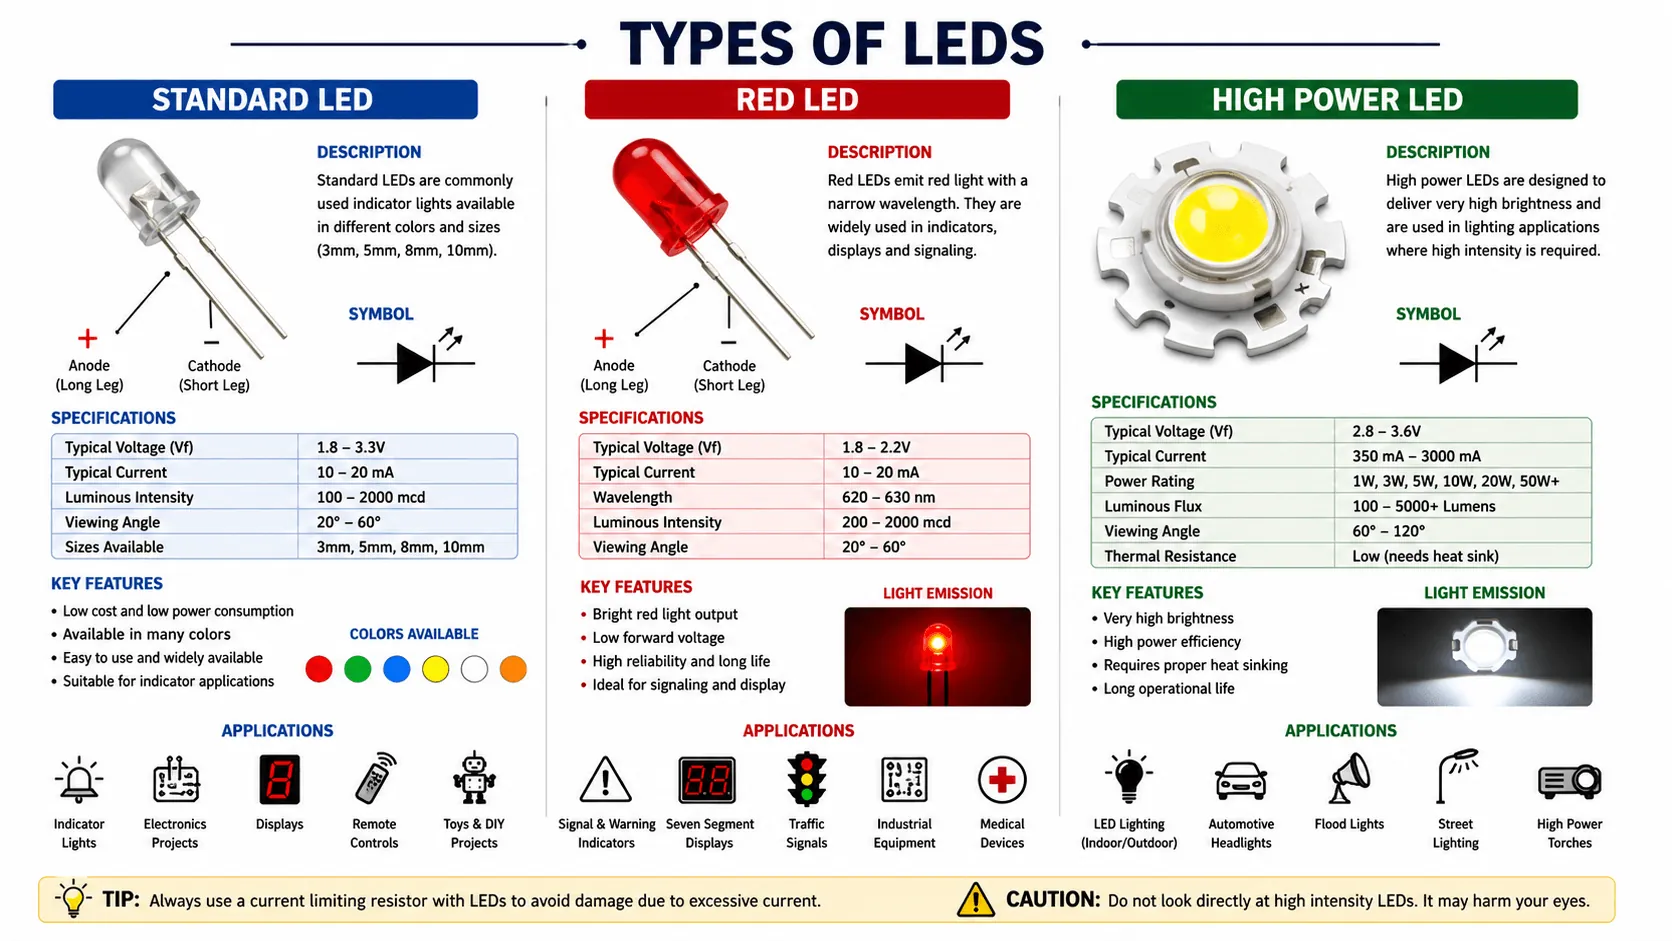 TYPES OF LEDS
STANDARD LED
DESCRIPTION
Standard LEDs are commonly
used indicator lights available
in different colors and sizes
(3mm, 5mm, 8mm, 10mm).
SYMBOL
+
−
Anode
(Long Leg)
Cathode
(Short Leg)
SPECIFICATIONS
Typical Voltage (Vf) 1.8 – 3.3V
Typical Current 10 – 20 mA
Luminous Intensity 100 – 2000 mcd
Viewing Angle 20° – 60°
Sizes Available 3mm, 5mm, 8mm, 10mm
KEY FEATURES
• Low cost and low power consumption
• Available in many colors
• Easy to use and widely available
• Suitable for indicator applications
COLORS AVAILABLE
APPLICATIONS
8
Indicator
Lights
Electronics
Projects
Displays
Remote
Controls
Toys & DIY
Projects
RED LED
DESCRIPTION
Red LEDs emit red light with a
narrow wavelength. They are
widely used in indicators,
displays and signaling.
SYMBOL
+
−
Anode
(Long Leg)
Cathode
(Short Leg)
SPECIFICATIONS
Typical Voltage (Vf) 1.8 – 2.2V
Typical Current 10 – 20 mA
Wavelength 620 – 630 nm
Luminous Intensity 200 – 2000 mcd
Viewing Angle 20° – 60°
KEY FEATURES
• Bright red light output
• Low forward voltage
• High reliability and long life
• Ideal for signaling and display
LIGHT EMISSION
APPLICATIONS
!
8.8.
Signal & Warning
Indicators
Seven Segment
Displays
Traffic
Signals
Industrial
Equipment
Medical
Devices
HIGH POWER LED
+
DESCRIPTION
High power LEDs are designed to
deliver very high brightness and
are used in lighting applications
where high intensity is required.
SYMBOL
SPECIFICATIONS
Typical Voltage (Vf) 2.8 – 3.6V
Typical Current 350 mA – 3000 mA
Power Rating 1W, 3W, 5W, 10W, 20W, 50W+
Luminous Flux 100 – 5000+ Lumens
Viewing Angle 60° – 120°
Thermal Resistance Low (needs heat sink)
KEY FEATURES
• Very high brightness
• High power efficiency
• Requires proper heat sinking
• Long operational life
LIGHT EMISSION
APPLICATIONS
LED Lighting
(Indoor/Outdoor)
Automotive
Headlights
Flood Lights
Street
Lighting
High Power
Torches
TIP: Always use a current limiting resistor with LEDs to avoid damage due to excessive current.
! CAUTION: Do not look directly at high intensity LEDs. It may harm your eyes.